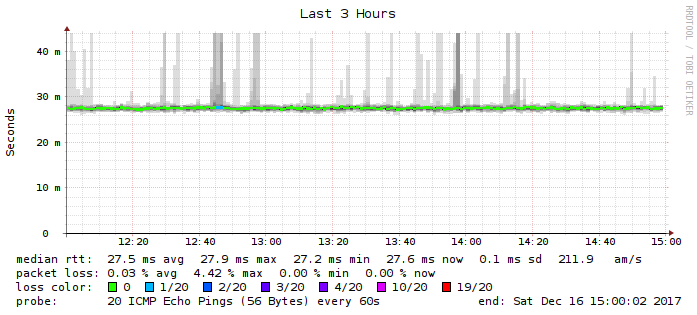 Last 3 Hours
RRDTOOL / TOBI OETIKER
Seconds
40 m
30 m
20 m
10 m
0
12:20 12:40 13:00 13:20 13:40 14:00 14:20 14:40 15:00
median rtt: 27.5 ms avg 27.9 ms max 27.2 ms min 27.6 ms now 0.1 ms sd 211.9 am/s
packet loss: 0.03 % avg 4.42 % max 0.00 % min 0.00 % now
loss color: 0 1/20 2/20 3/20 4/20 10/20 19/20
probe: 20 ICMP Echo Pings (56 Bytes) every 60s end: Sat Dec 16 15:00:02 2017